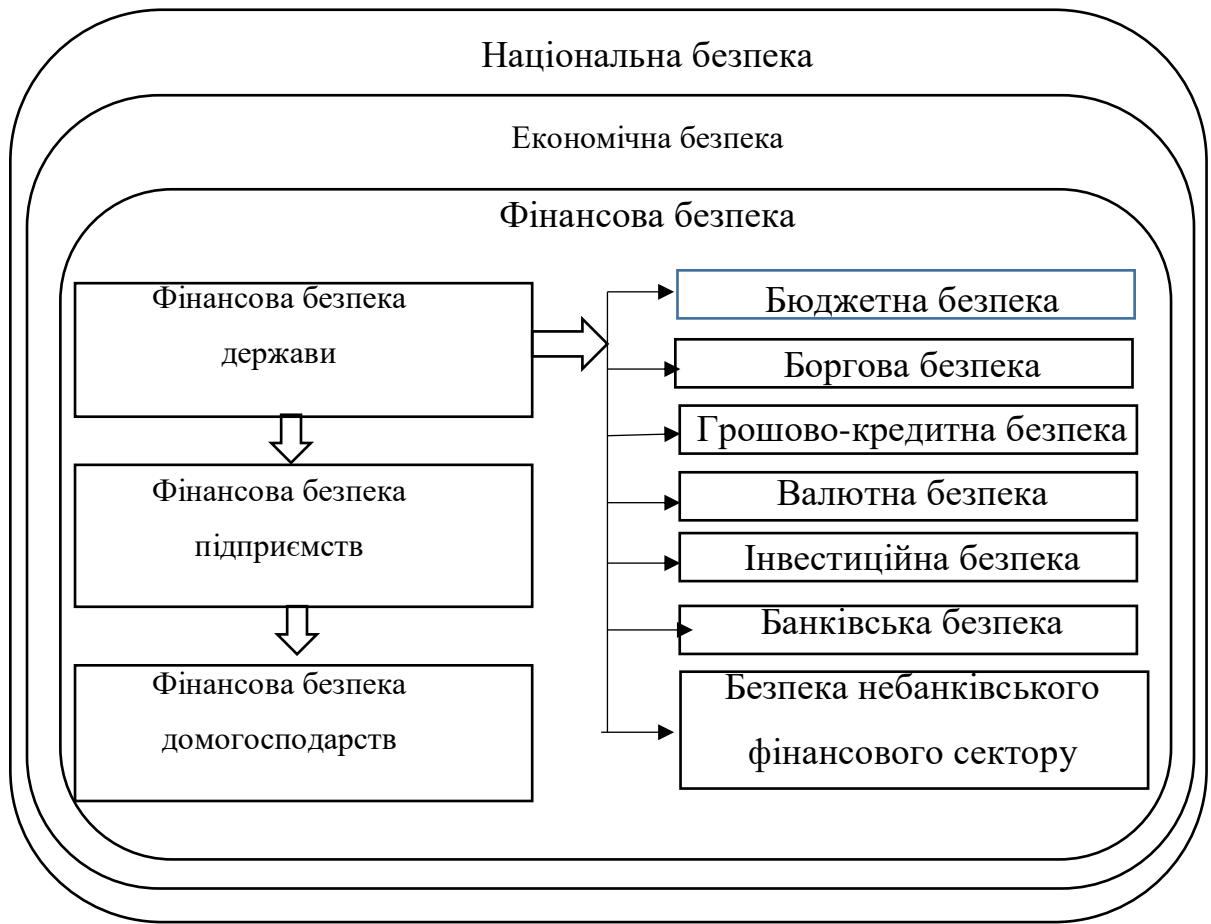 Національна безпека
Економічна безпека
Фінансова безпека
Фінансова безпека
держави
Фінансова безпека
підприємств
Фінансова безпека
домогосподарств
Бюджетна безпека
Боргова безпека
Грошово-кредитна безпека
Валютна безпека
Інвестиційна безпека
Банківська безпека
Безпека небанківського
фінансового сектору